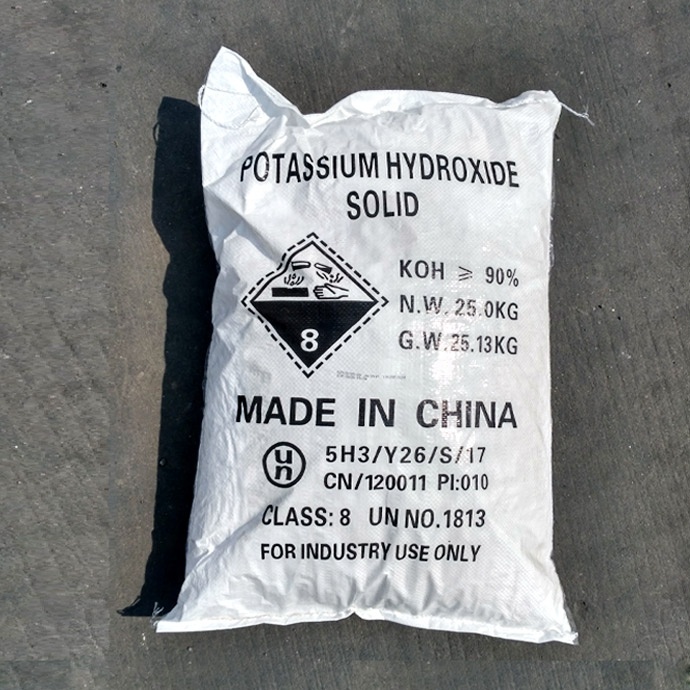 POTASSIUM HYDROXIDE
SOLID
KOH ≥ 90%
N.W. 25.0KG
G.W. 25.13KG
8
MADE IN CHINA
un
5H3/Y26/S/17
CN/120011 PI:010
CLASS: 8 UN NO.1813
FOR INDUSTRY USE ONLY